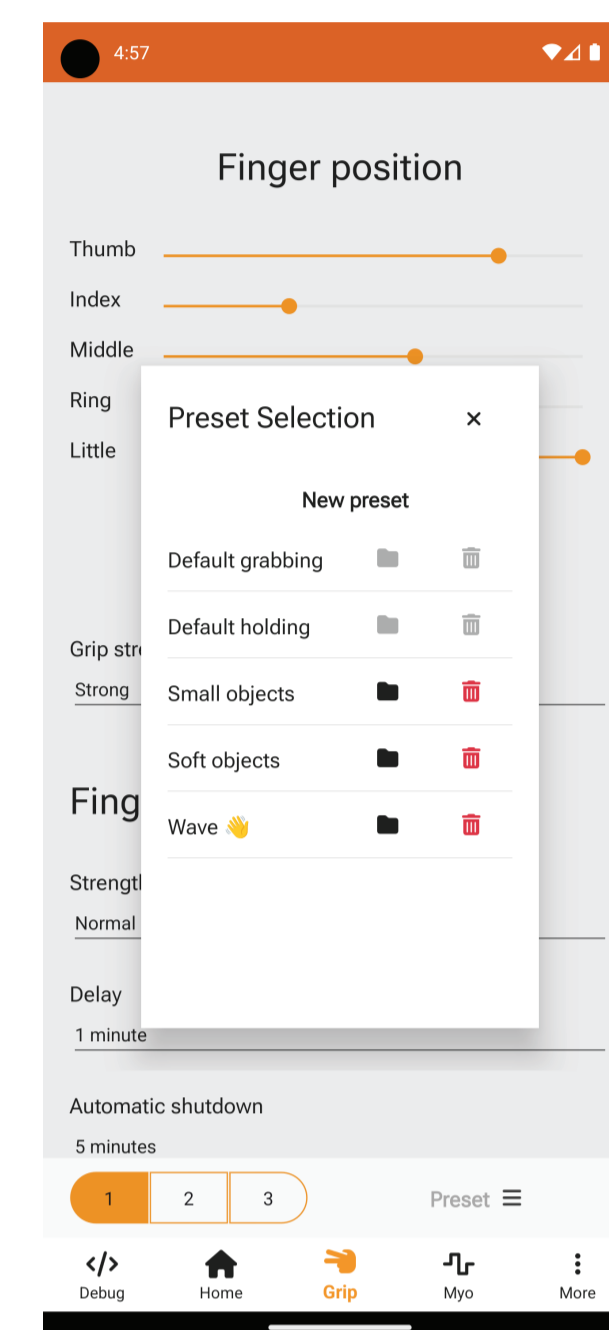 4:57
Finger position
Thumb
Index
Middle
Ring
Little
Preset Selection ×
New preset
Default grabbing
Default holding
Small objects
Soft objects
Wave 👋
Grip stre
Strong
Fing
Strengt
Normal
Delay
1 minute
Automatic shutdown
5 minutes
1 2 3 Preset
Debug Home Grip Myo More